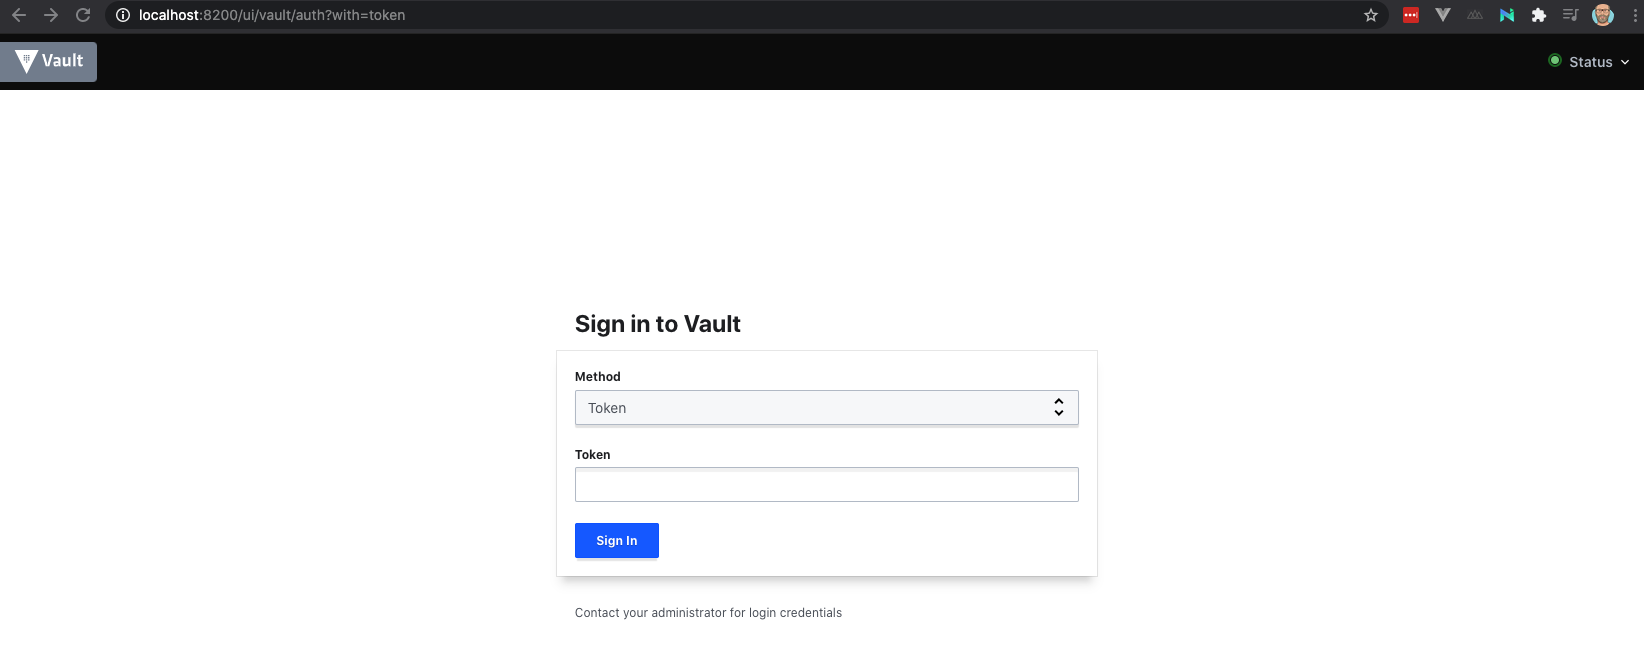 localhost:8200/ui/vault/auth?with=token
Vault
Status
Sign in to Vault
Method
Token
Token
Sign In
Contact your administrator for login credentials